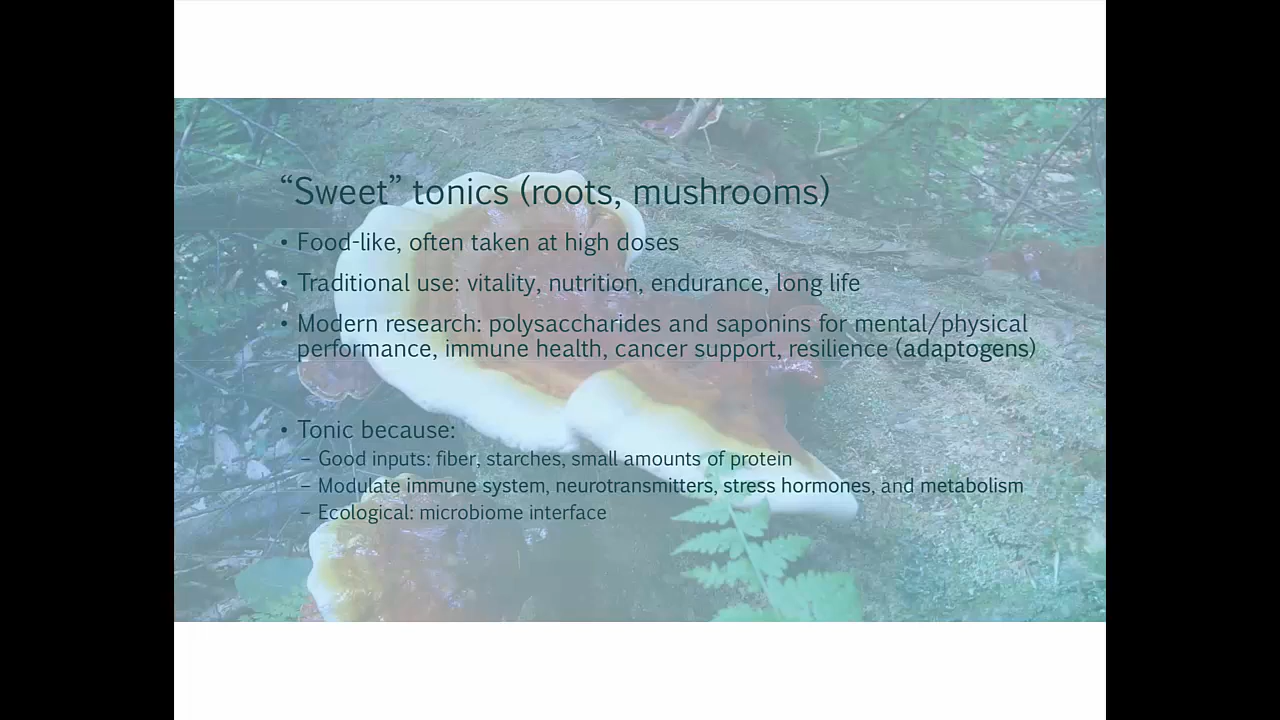 “Sweet” tonics (roots, mushrooms)
• Food-like, often taken at high doses
• Traditional use: vitality, nutrition, endurance, long life
• Modern research: polysaccharides and saponins for mental/physical
performance, immune health, cancer support, resilience (adaptogens)
• Tonic because:
– Good inputs: fiber, starches, small amounts of protein
– Modulate immune system, neurotransmitters, stress hormones, and metabolism
– Ecological: microbiome interface